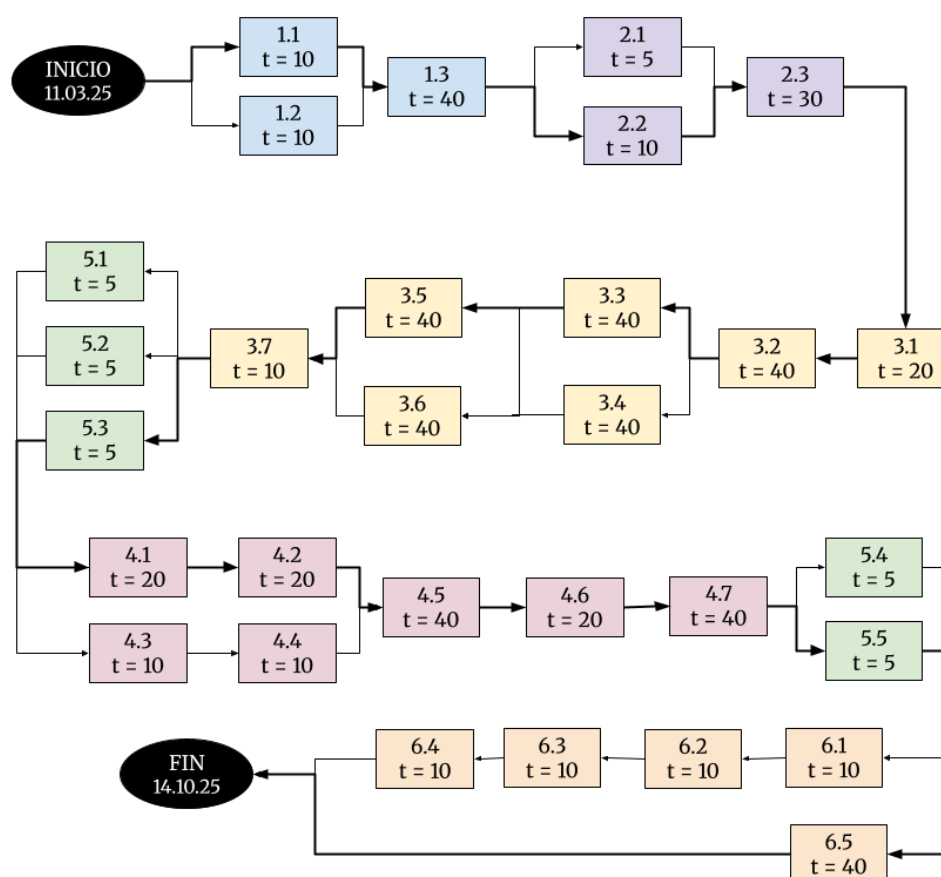 INICIO
11.03.25
1.1
t = 10
1.2
t = 10
1.3
t = 40
2.1
t = 5
2.2
t = 10
2.3
t = 30
3.1
t = 20
3.2
t = 40
3.3
t = 40
3.4
t = 40
3.5
t = 40
3.6
t = 40
3.7
t = 10
5.1
t = 5
5.2
t = 5
5.3
t = 5
4.1
t = 20
4.2
t = 20
4.3
t = 10
4.4
t = 10
4.5
t = 40
4.6
t = 20
4.7
t = 40
5.4
t = 5
5.5
t = 5
6.1
t = 10
6.2
t = 10
6.3
t = 10
6.4
t = 10
6.5
t = 40
FIN
14.10.25